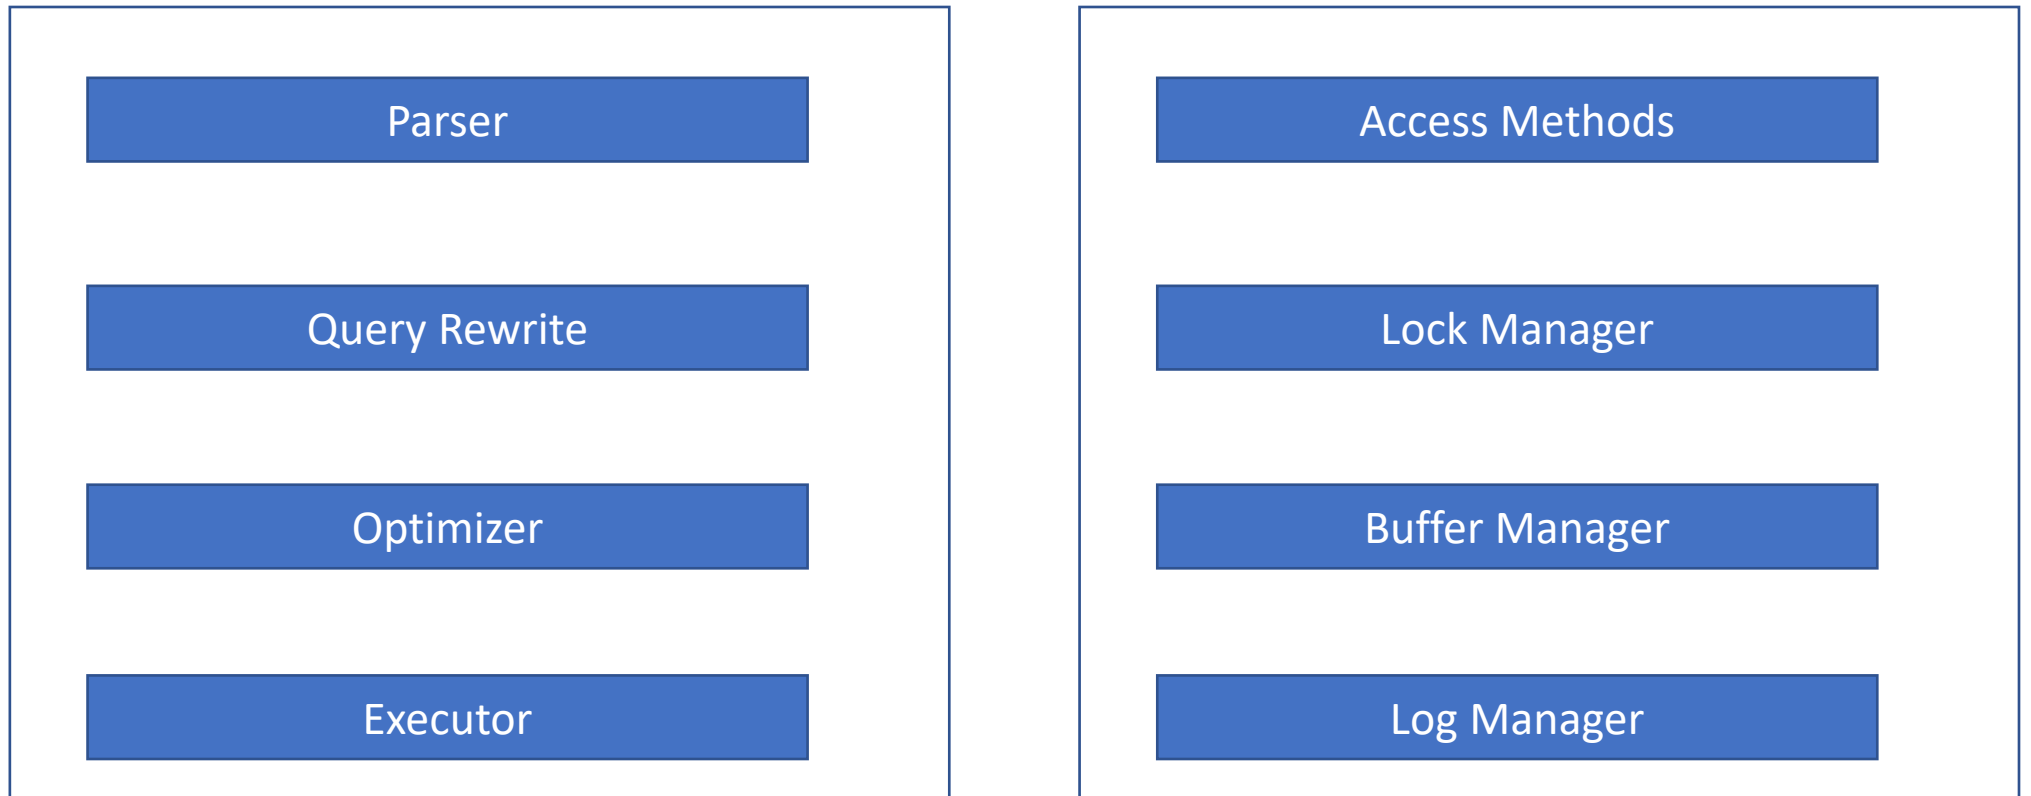 Parser
Query Rewrite
Optimizer
Executor
Access Methods
Lock Manager
Buffer Manager
Log Manager